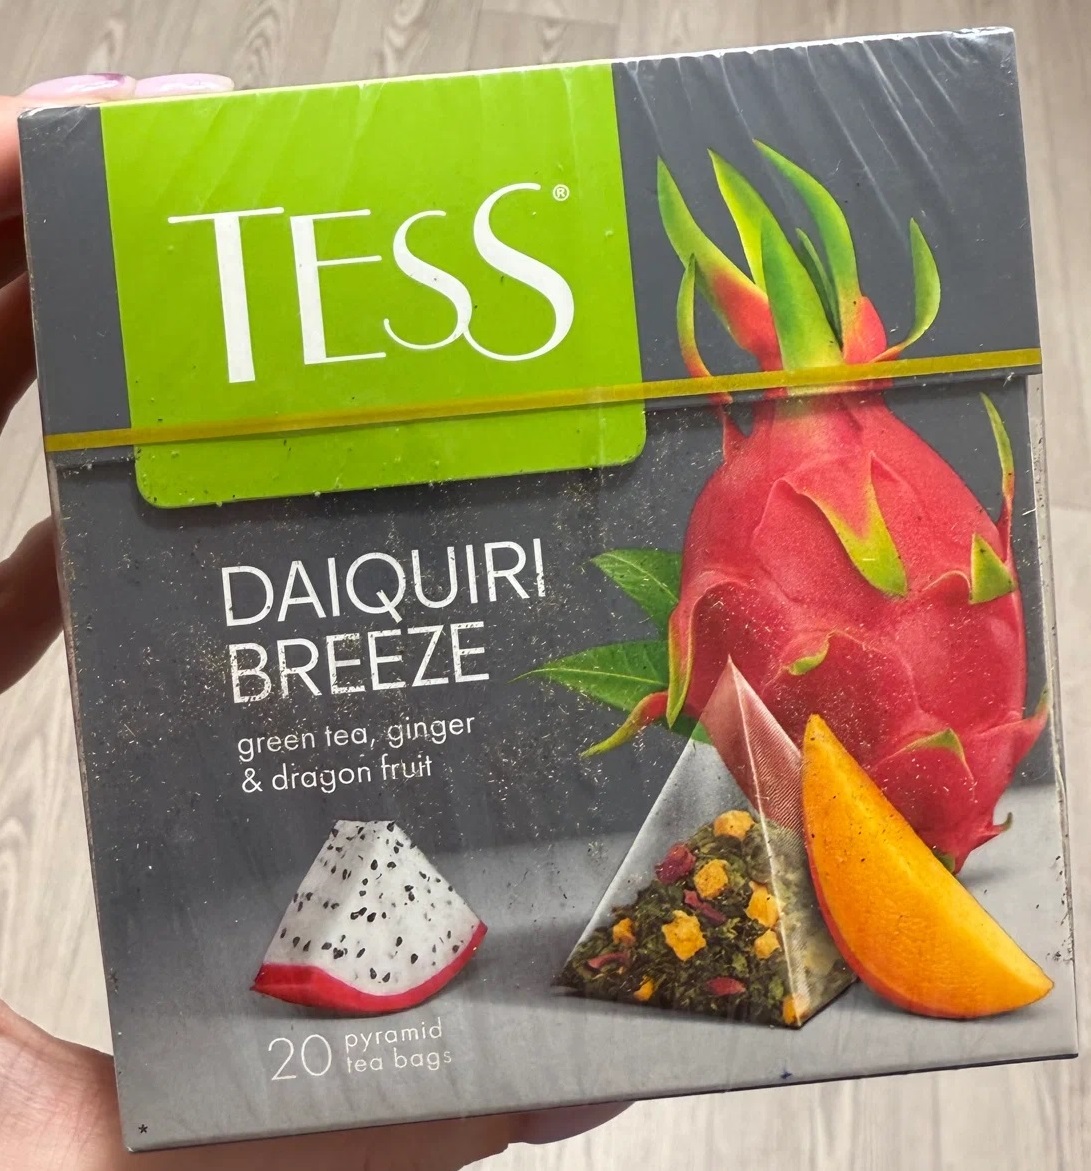 TESS®
DAIQUIRI
BREEZE
green tea, ginger
& dragon fruit
20 pyramid
tea bags
*